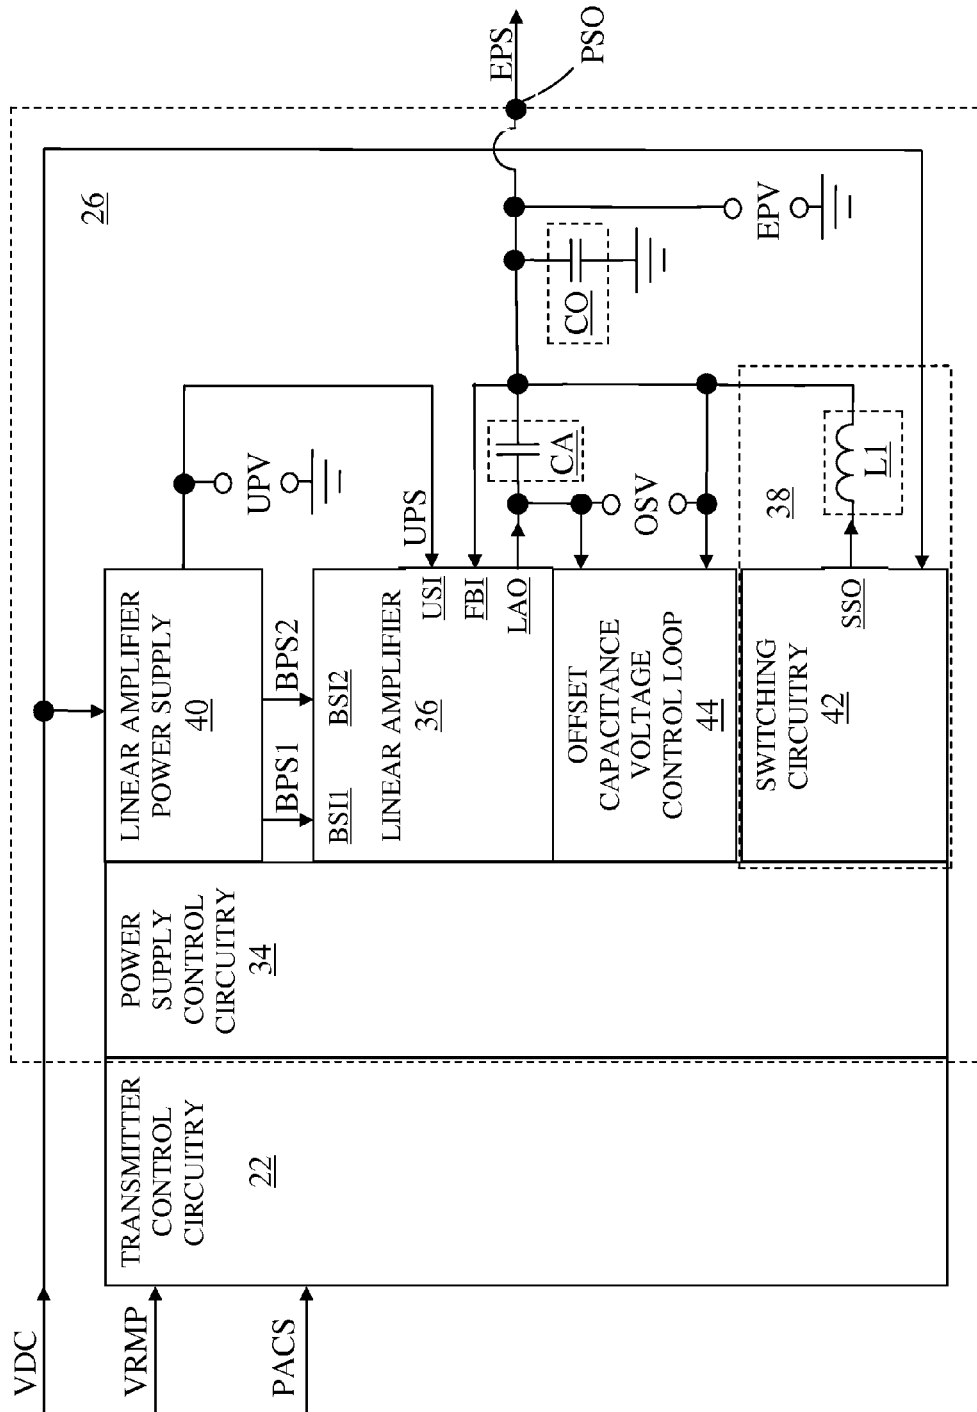 VDC
VRMP
PACS
TRANSMITTER
CONTROL
CIRCUITRY
22
POWER
SUPPLY
CONTROL
CIRCUITRY
34
26
LINEAR AMPLIFIER
POWER SUPPLY
40
BPS1
BPS2
UPV
UPS
BSI1
BSI2
LINEAR AMPLIFIER
36
USI
FBI
LAO
CA
OSV
OFFSET
CAPACITANCE
VOLTAGE
CONTROL LOOP
44
SWITCHING
CIRCUITRY
42
SSO
38
L1
CO
EPV
EPS
PSO